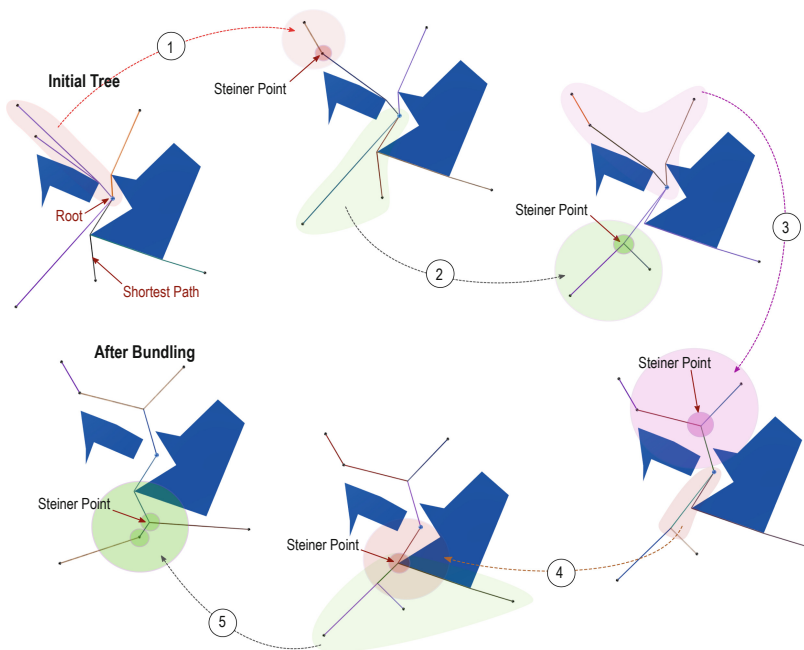 1
Initial Tree
Steiner Point
Root
Steiner Point
3
2
Shortest Path
After Bundling
Steiner Point
Steiner Point
Steiner Point
4
5